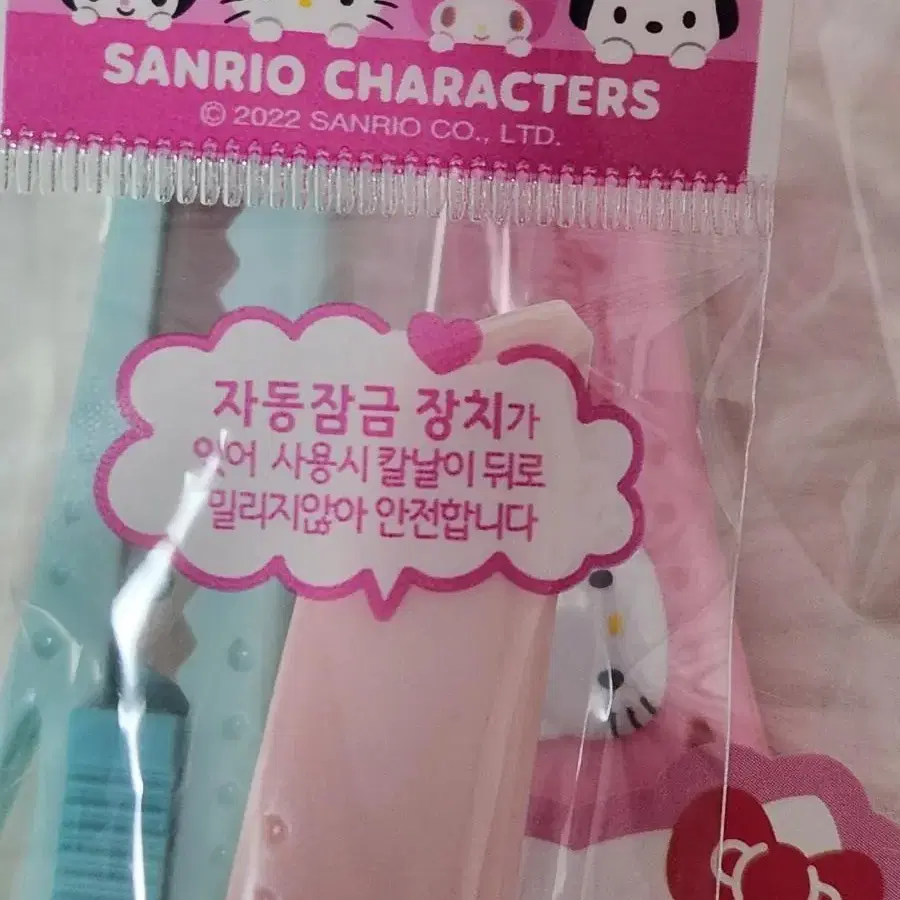 SANRIO CHARACTERS
© 2022 SANRIO CO., LTD.
자동잠금 장치가
있어 사용시 칼날이 뒤로
밀리지않아 안전합니다